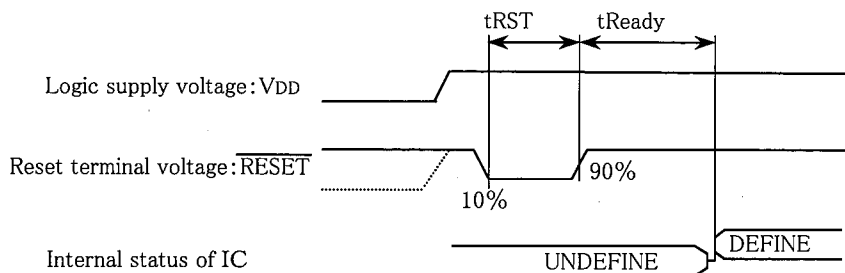 tRST tReady
Logic supply voltage:VDD
Reset terminal voltage:RESET
90%
10%
Internal status of IC
UNDEFINE
DEFINE